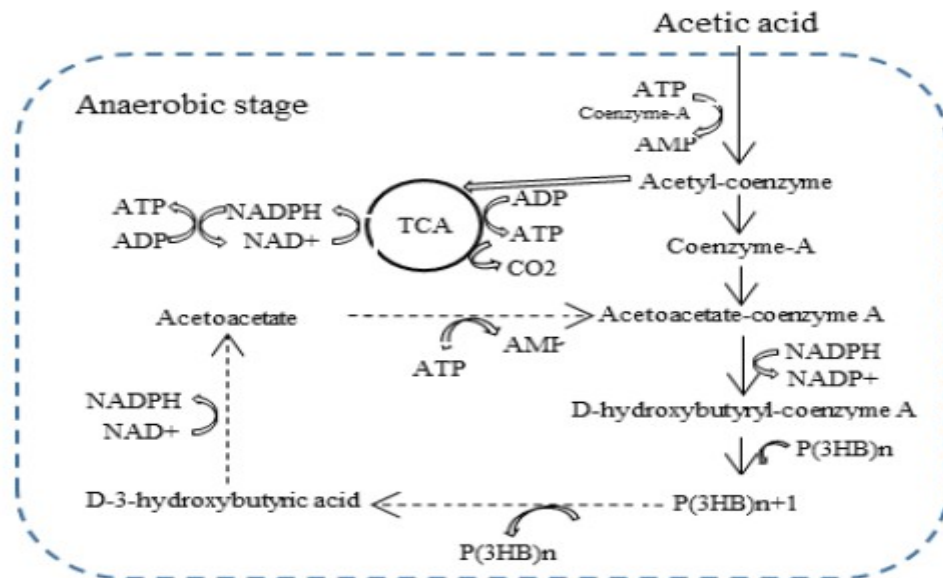 Acetic acid
Anaerobic stage
ATP
Coenzyme-A
AMP
Acetyl-coenzyme
ATP
ADP
NADPH
NAD+
TCA
ADP
ATP
CO2
Coenzyme-A
Acetoacetate
ATP
AMP
Acetoacetate-coenzyme A
NADPH
NADP+
NADPH
NAD+
D-hydroxybutyryl-coenzyme A
P(3HB)n
D-3-hydroxybutyric acid
P(3HB)n
P(3HB)n+1